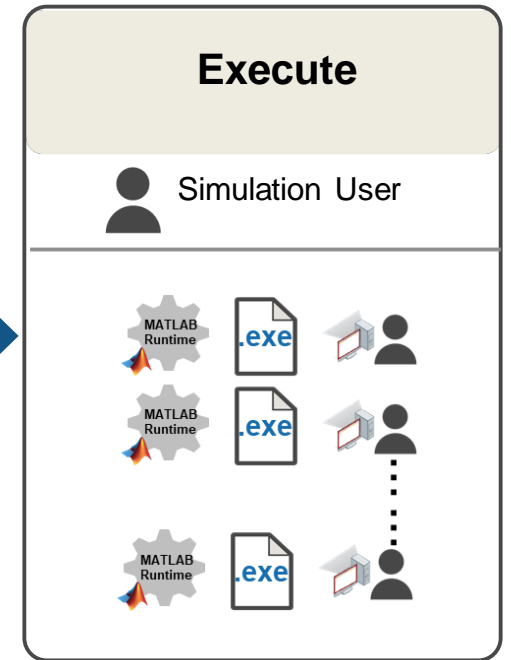 Execute
Simulation User
MATLAB
Runtime
.exe
MATLAB
Runtime
.exe
MATLAB
Runtime
.exe